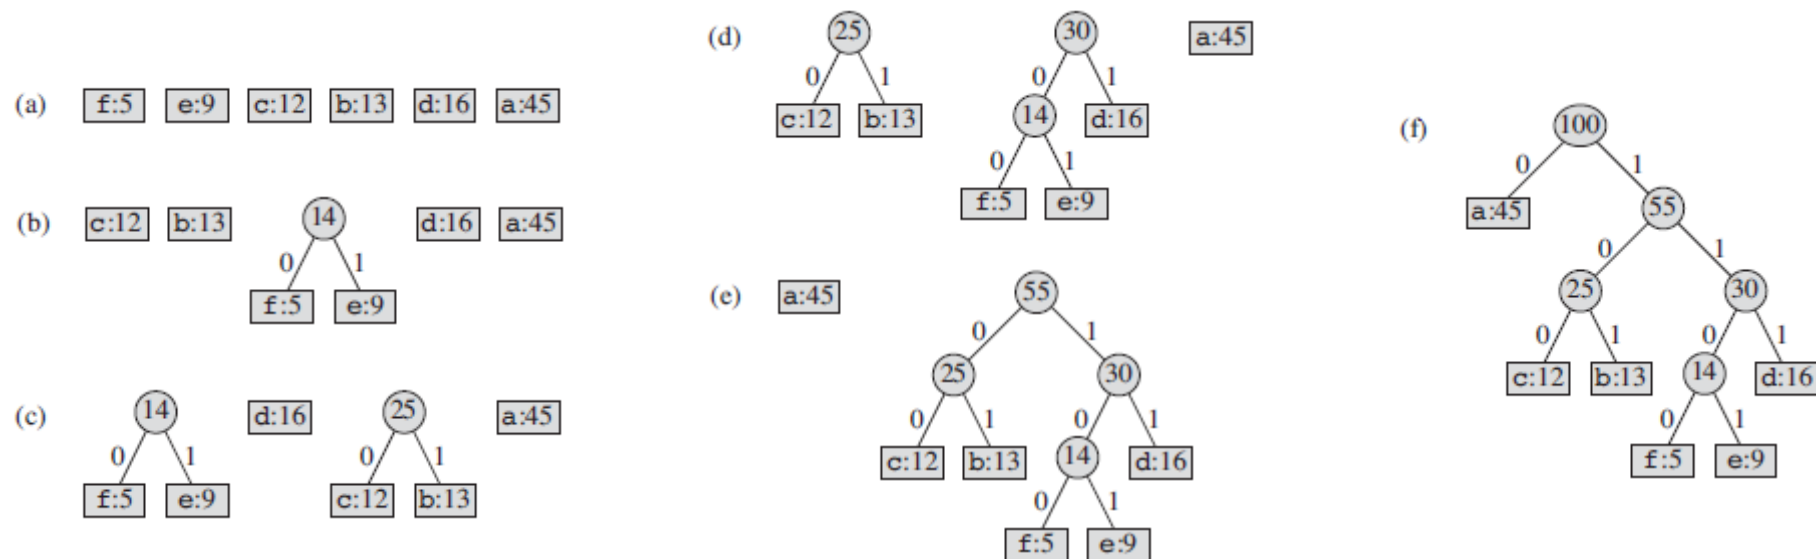 (a) f:5 e:9 c:12 b:13 d:16 a:45
(b) c:12 b:13 14 d:16 a:45
0 1
f:5 e:9
(c) 14 d:16 25 a:45
0 1 0 1
f:5 e:9 c:12 b:13
(d) 25 30 a:45
0 1 0 1
c:12 b:13 14 d:16
0 1
f:5 e:9
(e) a:45 55
0 1
25 30
0 1 0 1
c:12 b:13 14 d:16
0 1
f:5 e:9
(f) 100
0 1
a:45 55
0 1
25 30
0 1 0 1
c:12 b:13 14 d:16
0 1
f:5 e:9